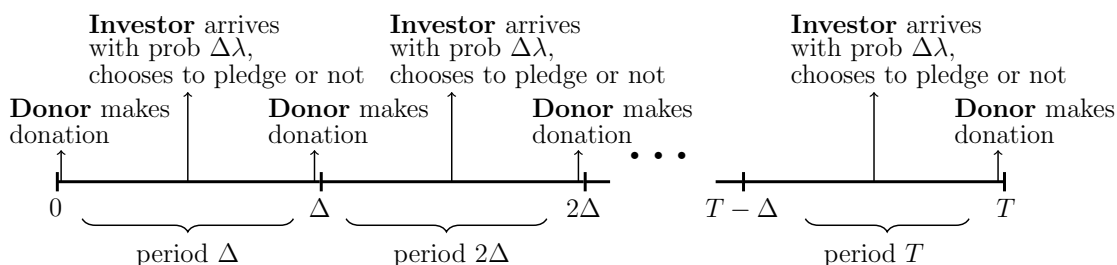 Investor arrives
with prob Δλ,
chooses to pledge or not
Investor arrives
with prob Δλ,
chooses to pledge or not
Investor arrives
with prob Δλ,
chooses to pledge or not
Donor makes
donation
Donor makes
donation
Donor makes
donation
Donor makes
donation
0
Δ
2Δ
T − Δ
T
period Δ
period 2Δ
period T